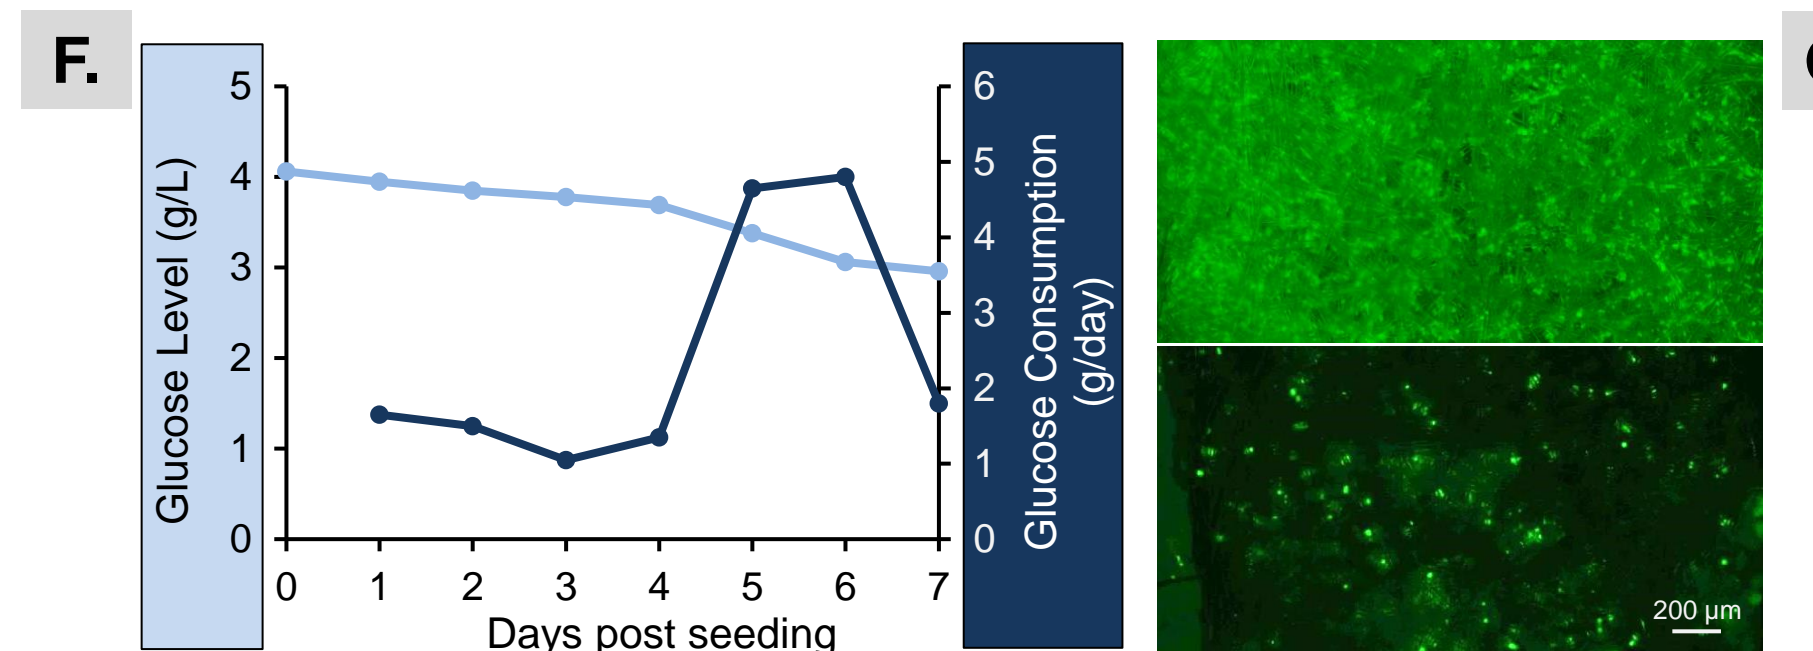 F.
Glucose Level (g/L)
5
4
3
2
1
0
0 1 2 3 4 5 6 7
Days post seeding
6
5
4
3
2
1
0
Glucose Consumption
(g/day)
200 µm